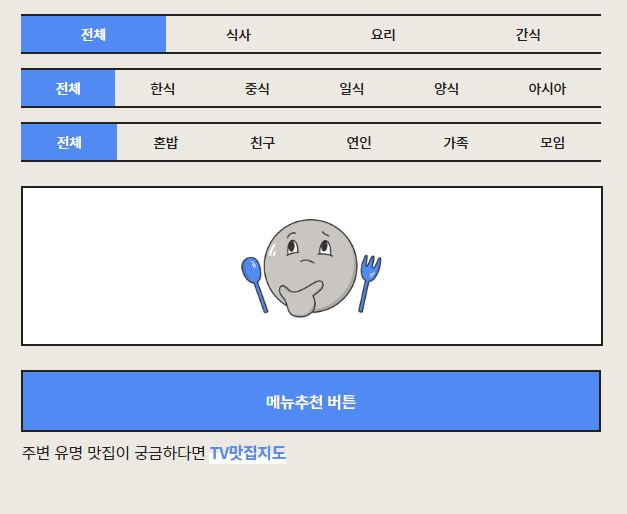 전체 식사 요리 간식
전체 한식 중식 일식 양식 아시아
전체 혼밥 친구 연인 가족 모임
메뉴추천 버튼
주변 유명 맛집이 궁금하다면 TV맛집지도